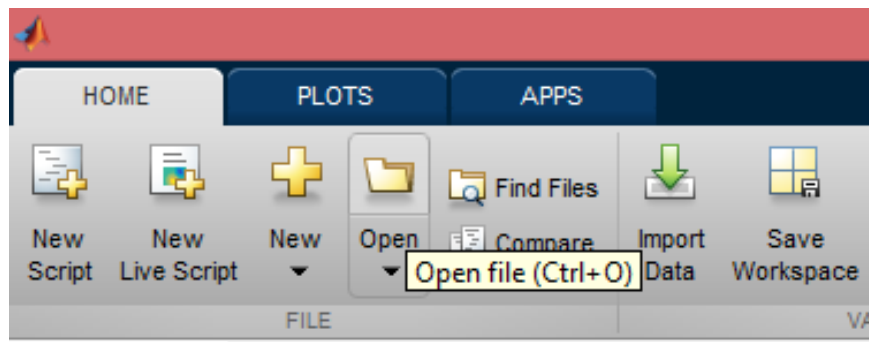 HOME PLOTS APPS
New Script
New Live Script
New
Open
Find Files
Compare
Open file (Ctrl+O)
Import Data
Save Workspace
FILE
VA